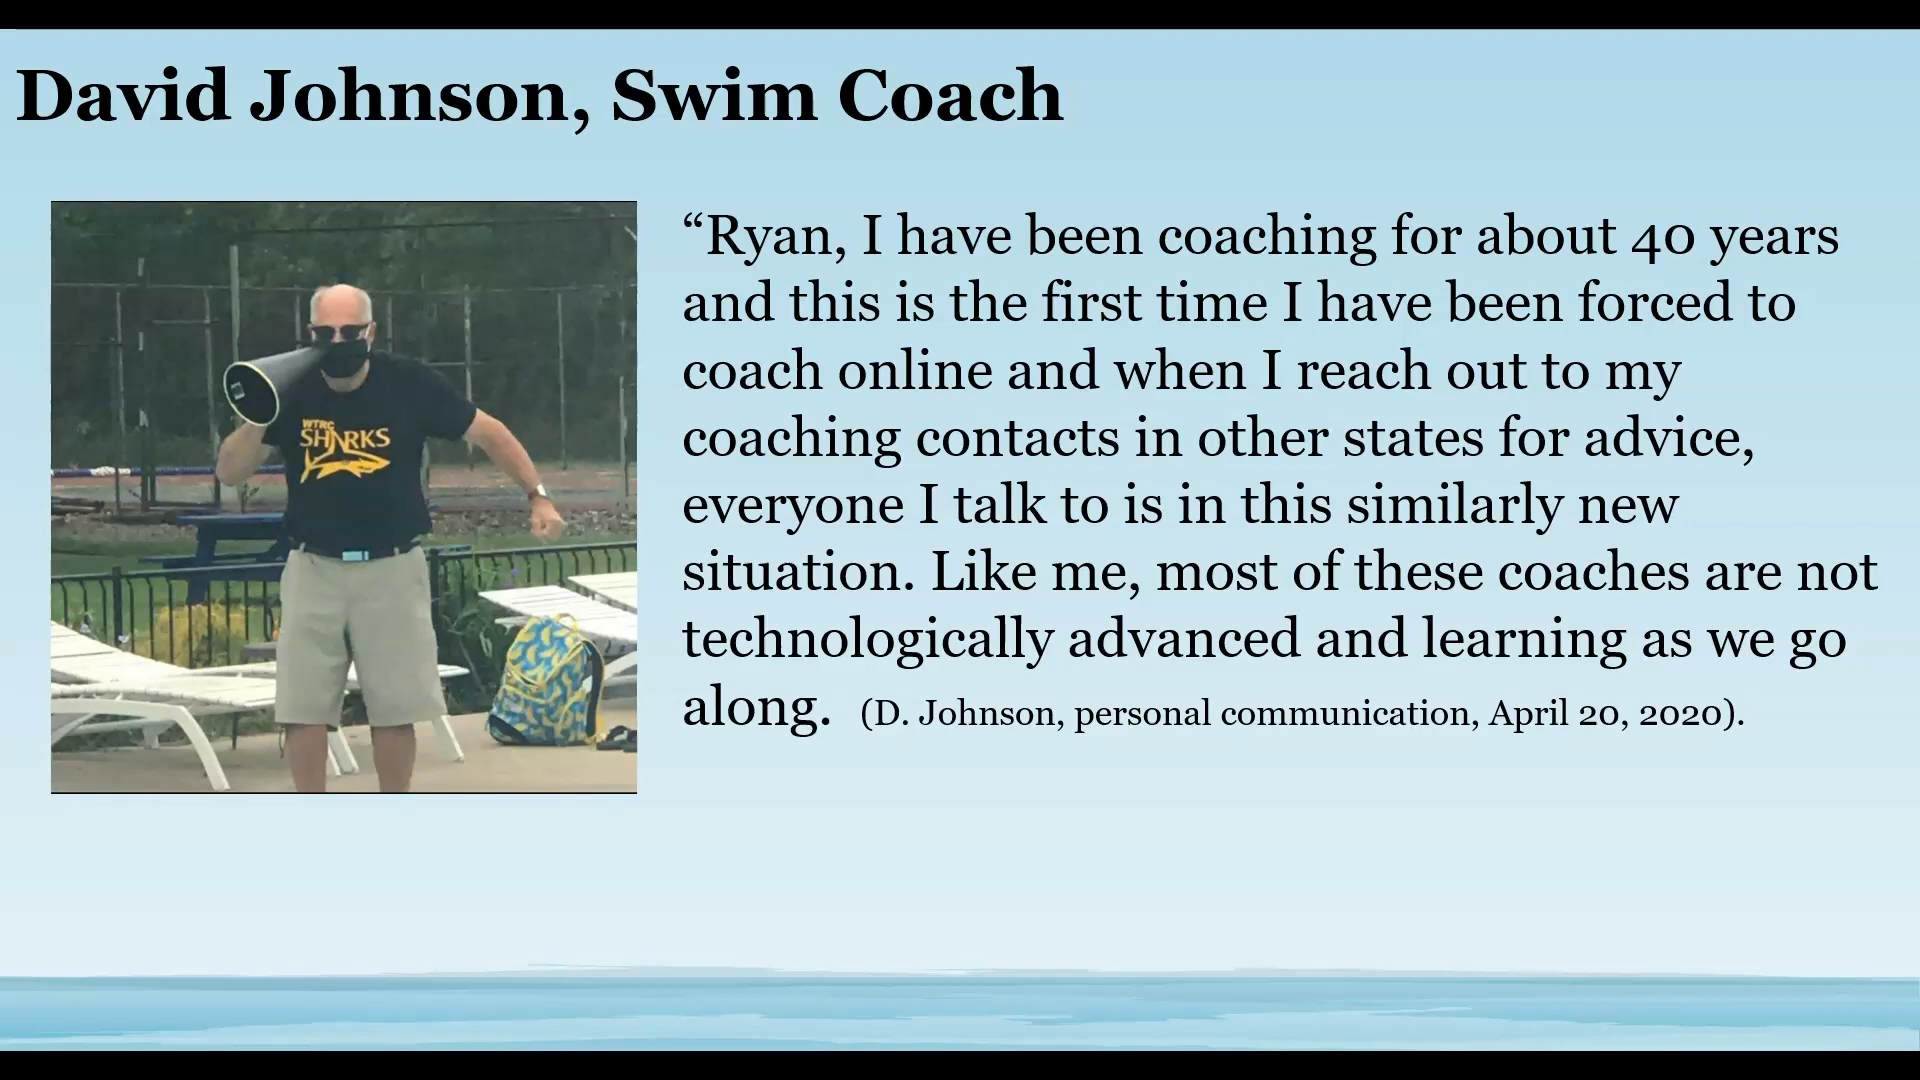 David Johnson, Swim Coach
WTRC
SHARKS
“Ryan, I have been coaching for about 40 years
and this is the first time I have been forced to
coach online and when I reach out to my
coaching contacts in other states for advice,
everyone I talk to is in this similarly new
situation. Like me, most of these coaches are not
technologically advanced and learning as we go
along. (D. Johnson, personal communication, April 20, 2020).